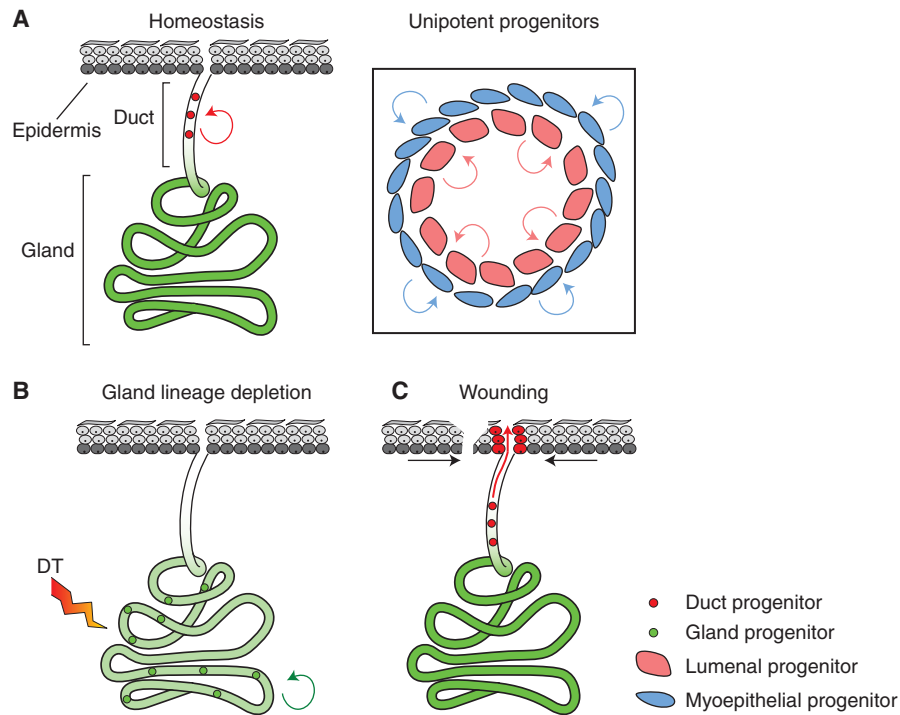 A
Homeostasis
Unipotent progenitors
Epidermis
Duct
Gland
B
Gland lineage depletion
C
Wounding
DT
Duct progenitor
Gland progenitor
Lumenal progenitor
Myoepithelial progenitor